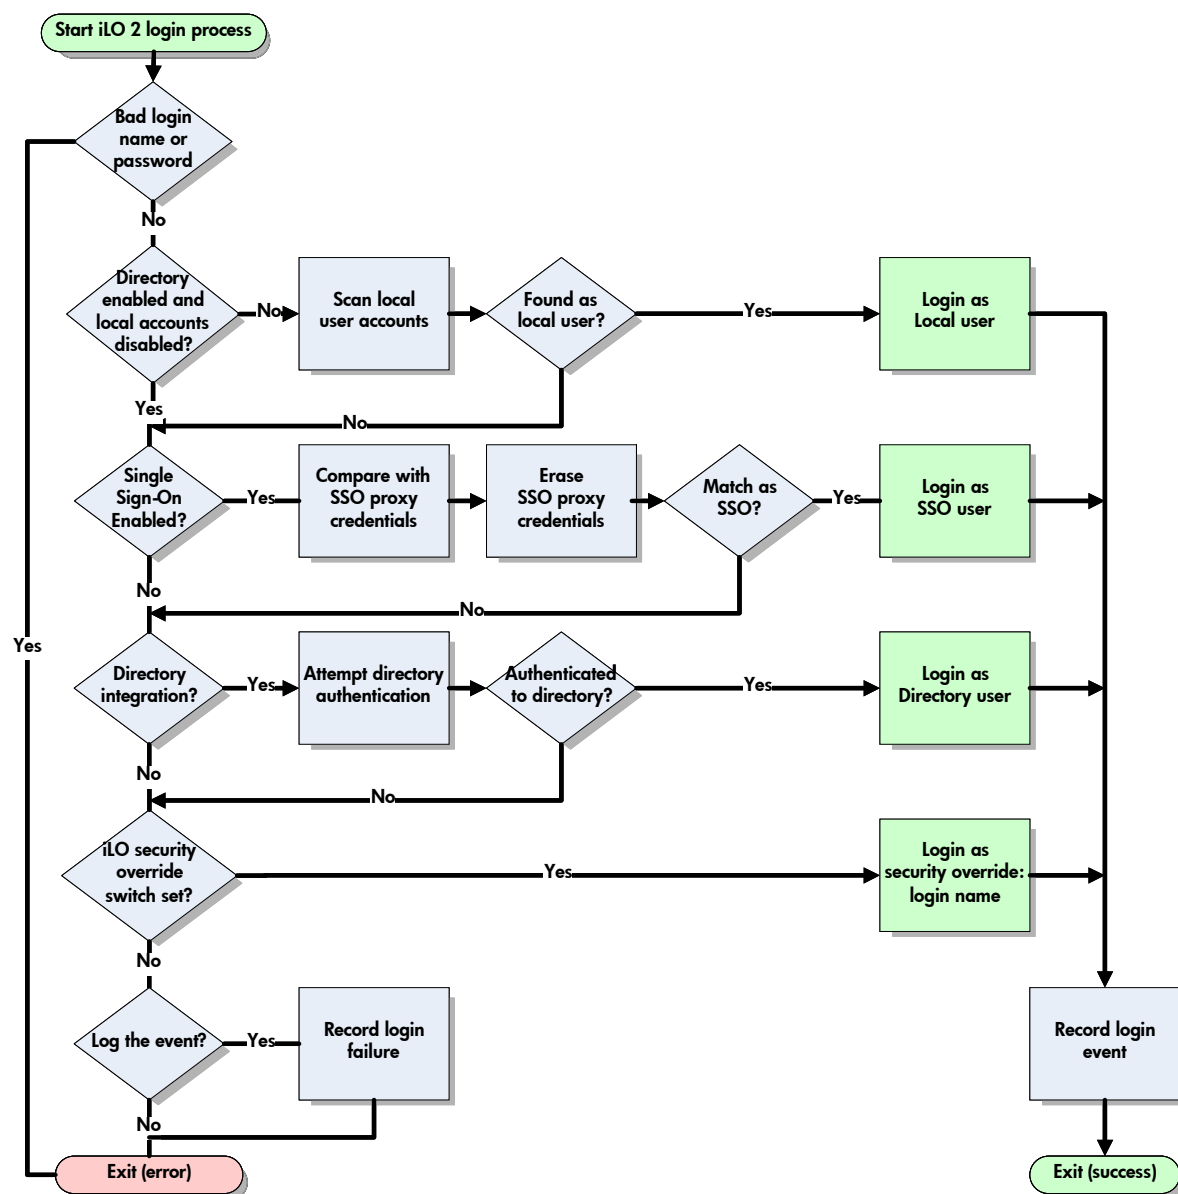 Start iLO 2 login process
Bad login
name or
password
No
Directory
enabled and
local accounts
disabled?
No
Scan local
user accounts
Found as
local user?
Yes
Login as
Local user
Yes
No
Single
Sign-On
Enabled?
Yes
Compare with
SSO proxy
credentials
Erase
SSO proxy
credentials
Match as
SSO?
Yes
Login as
SSO user
No
No
Yes
Directory
integration?
Yes
Attempt directory
authentication
Authenticated
to directory?
Yes
Login as
Directory user
No
No
iLO security
override
switch set?
Yes
Login as
security override:
login name
No
Log the event?
Yes
Record login
failure
Record login
event
No
Exit (error)
Exit (success)